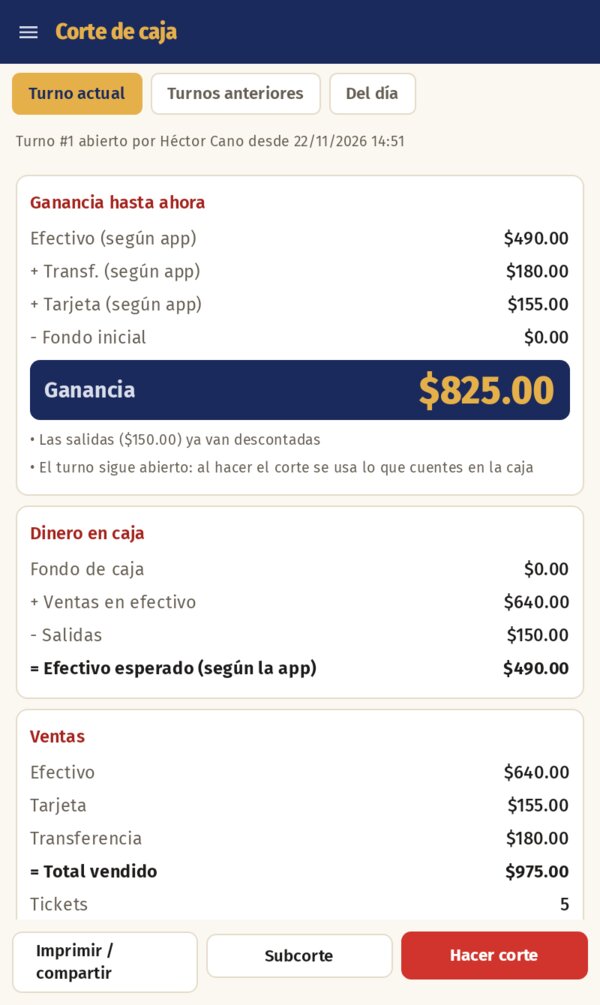 Corte de caja
Turno actual
Turnos anteriores
Del día
Turno #1 abierto por Héctor Cano desde 22/11/2026 14:51
Ganancia hasta ahora
Efectivo (según app) $490.00
+ Transf. (según app) $180.00
+ Tarjeta (según app) $155.00
- Fondo inicial $0.00
Ganancia $825.00
• Las salidas ($150.00) ya van descontadas
• El turno sigue abierto: al hacer el corte se usa lo que cuentes en la caja
Dinero en caja
Fondo de caja $0.00
+ Ventas en efectivo $640.00
- Salidas $150.00
= Efectivo esperado (según la app) $490.00
Ventas
Efectivo $640.00
Tarjeta $155.00
Transferencia $180.00
= Total vendido $975.00
Tickets 5
Imprimir /
compartir
Subcorte
Hacer corte